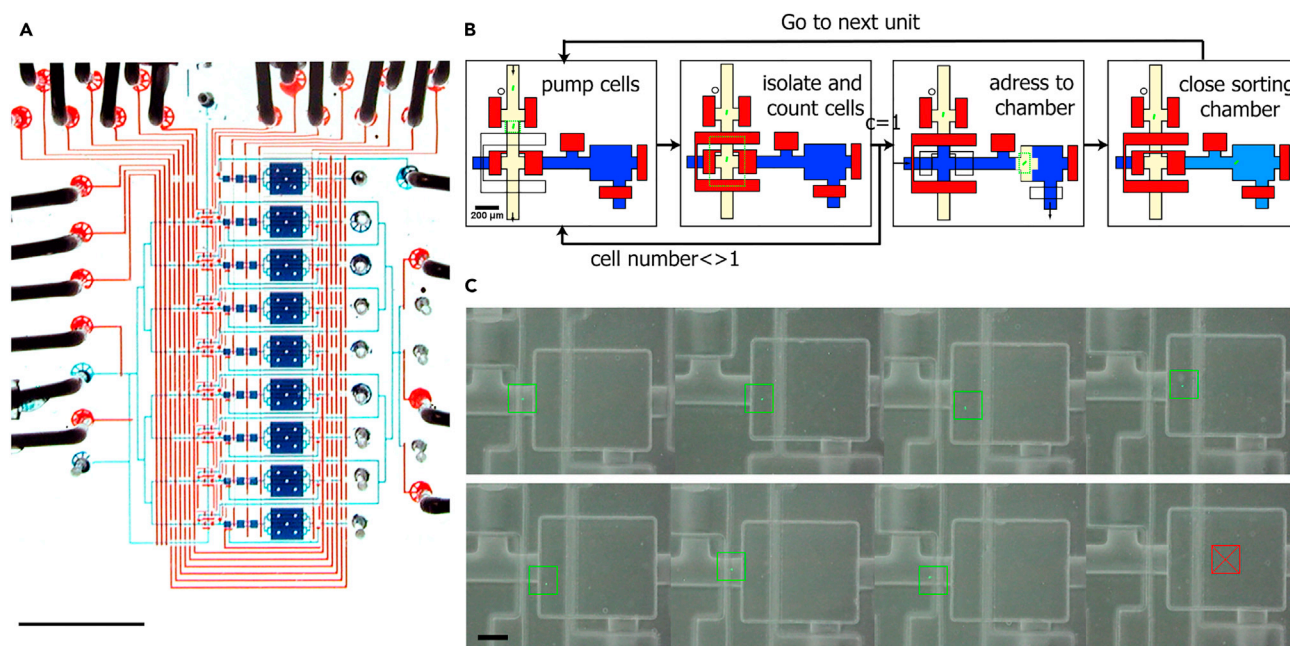 A
B
Go to next unit
pump cells
isolate and
count cells
adress to
chamber
close sorting
chamber
c=1
200 µm
cell number<>1
C